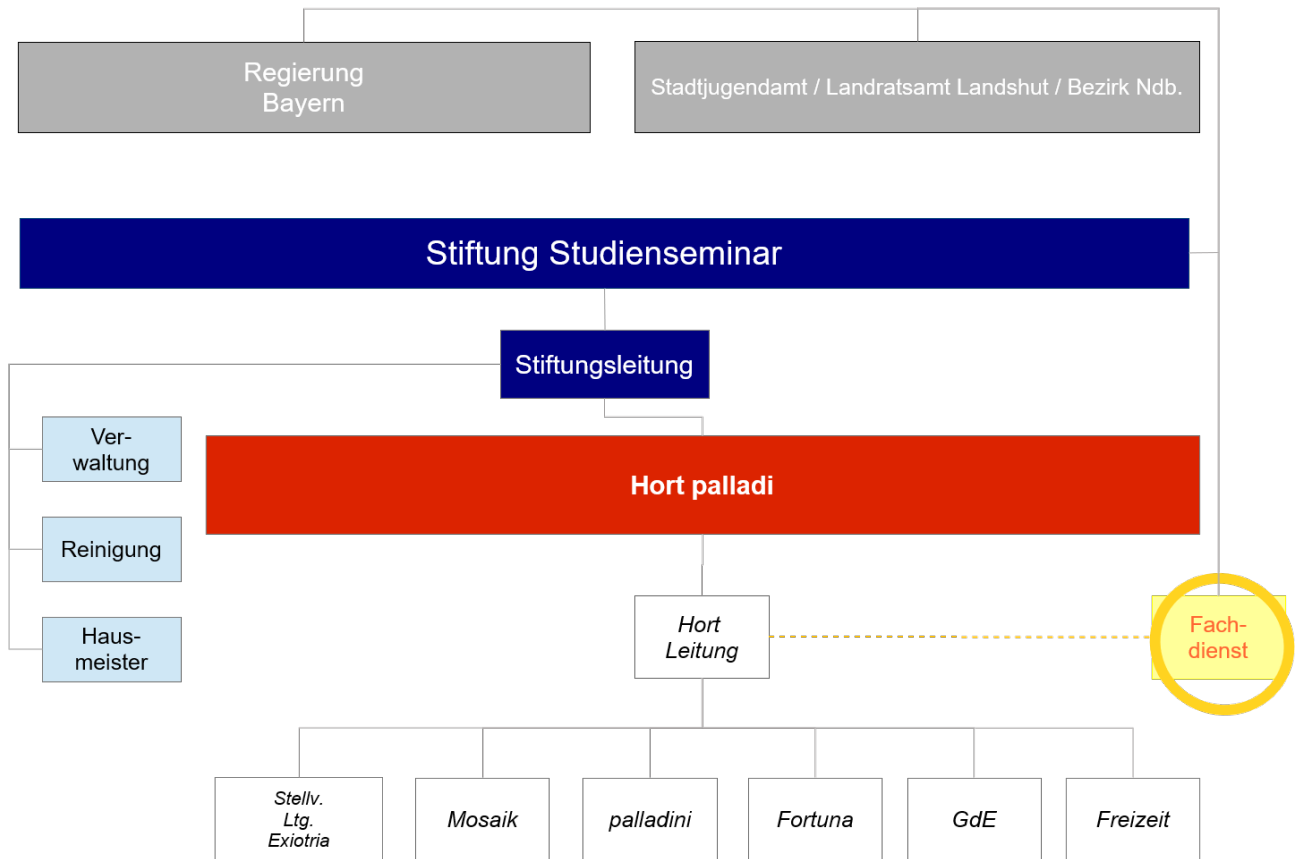 Regierung
Bayern
Stadtjugendamt / Landratsamt Landshut / Bezirk Ndb.
Stiftung Studienseminar
Stiftungsleitung
Ver-
waltung
Hort palladi
Reinigung
Haus-
meister
Hort
Leitung
Fach-
dienst
Stellv.
Ltg.
Exiotria
Mosaik
palladini
Fortuna
GdE
Freizeit